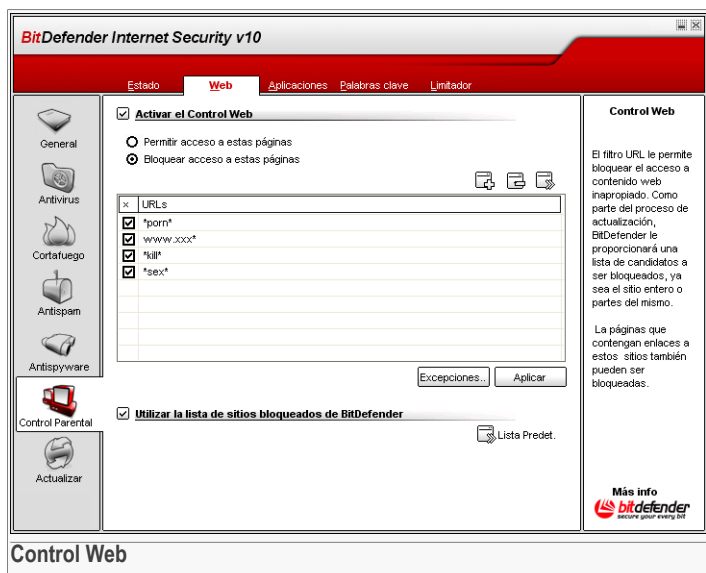 BitDefender Internet Security v10
Estado
Web
Aplicaciones
Palabras clave
Limitador
General
Antivirus
Cortafuego
Antispam
Antispyware
Control Parental
Actualizar
Activar el Control Web
Permitir acceso a estas páginas
Bloquear acceso a estas páginas
× URLs
*porn*
www.xxx*
*kill*
*sex*
Excepciones..
Aplicar
Utilizar la lista de sitios bloqueados de BitDefender
Lista Predet.
Control Web
El filtro URL le permite
bloquear el acceso a
contenido web
inapropiado. Como
parte del proceso de
actualización,
BitDefender le
proporcionará una
lista de candidatos a
ser bloqueados, ya
sea el sitio entero o
partes del mismo.
La páginas que
contengan enlaces a
estos sitios también
pueden ser
bloqueadas.
Más info
bitdefender
secure your every bit
Control Web